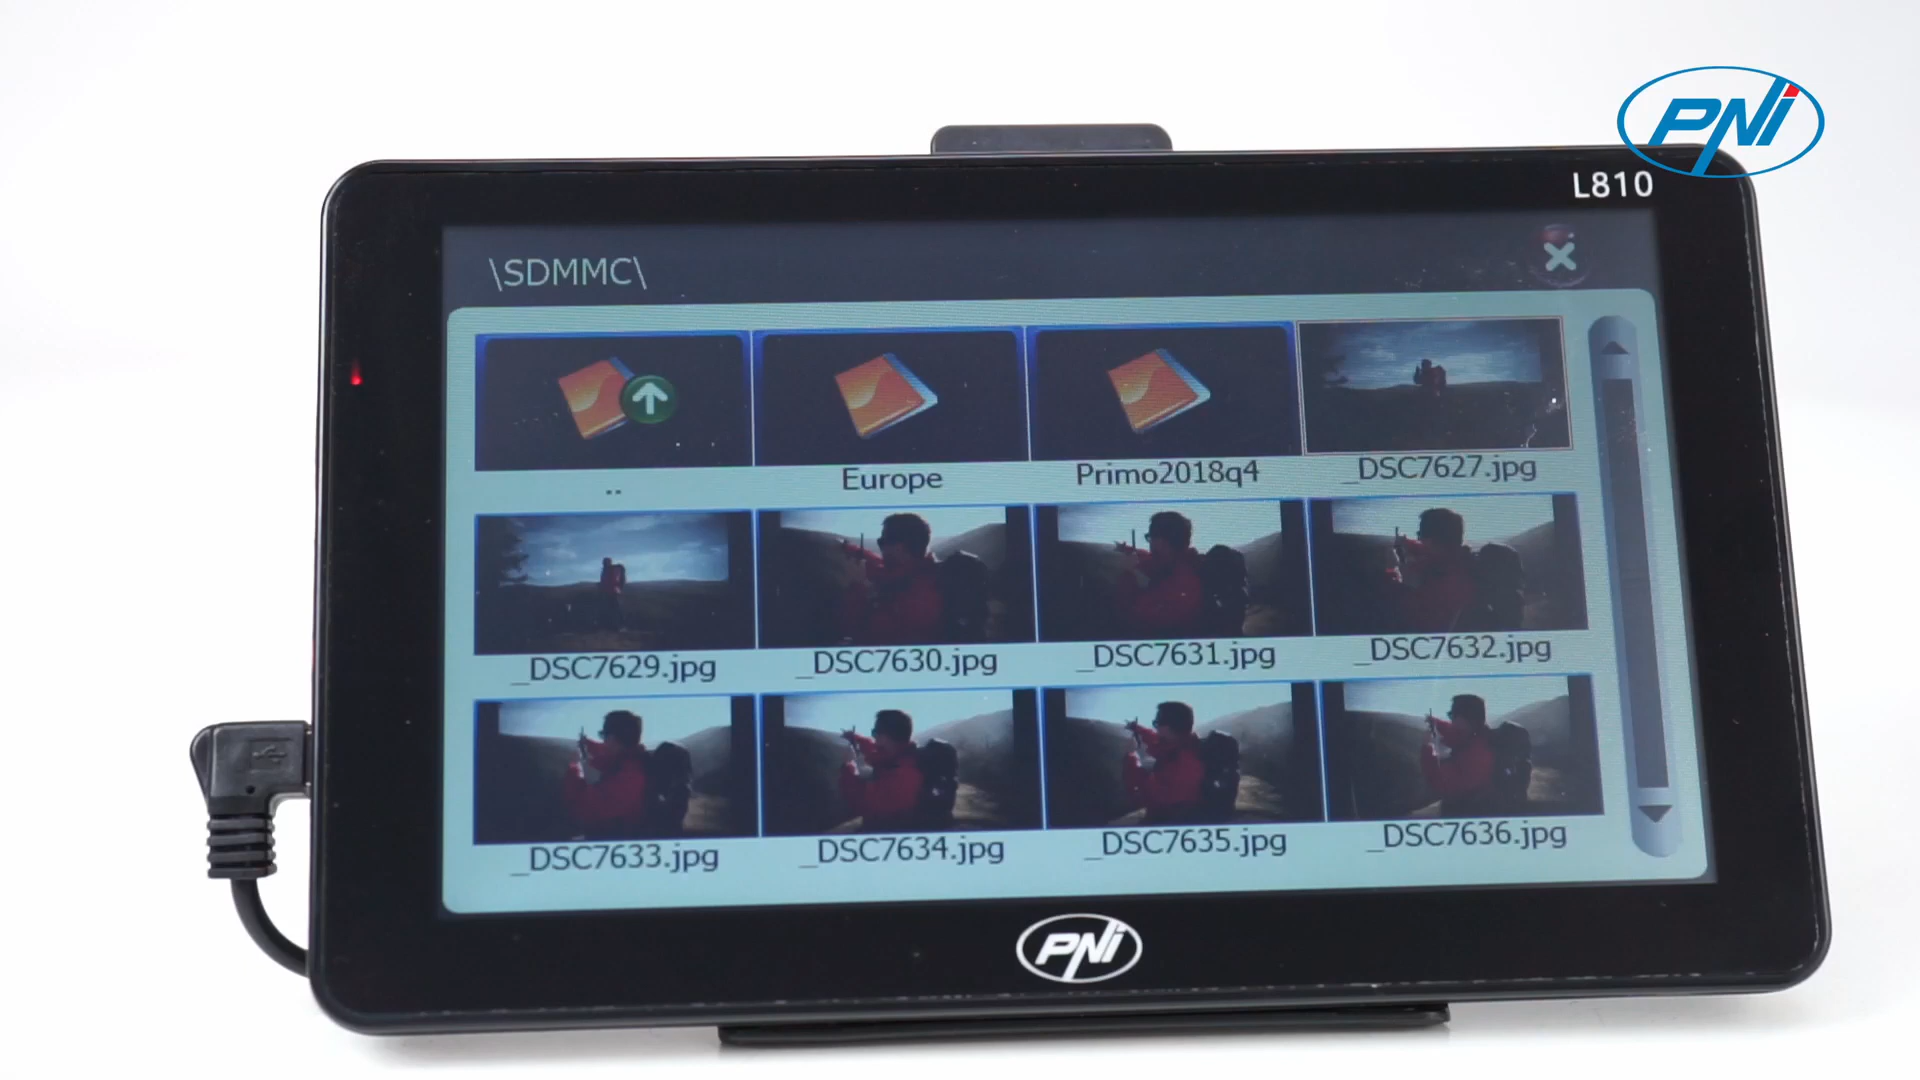 PNI
L810
\SDMMC\
..
Europe
Primo2018q4
_DSC7627.jpg
_DSC7629.jpg
_DSC7630.jpg
_DSC7631.jpg
_DSC7632.jpg
_DSC7633.jpg
_DSC7634.jpg
_DSC7635.jpg
_DSC7636.jpg
PNI